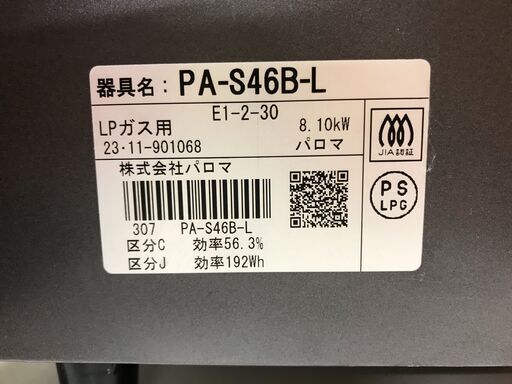 器具名：PA-S46B-L
E1-2-30
LPガス用 8.10kW
23·11-901068 パロマ
JIA認証
株式会社パロマ
PS
LPG
307 PA-S46B-L
区分C 効率56.3%
区分J 効率192Wh